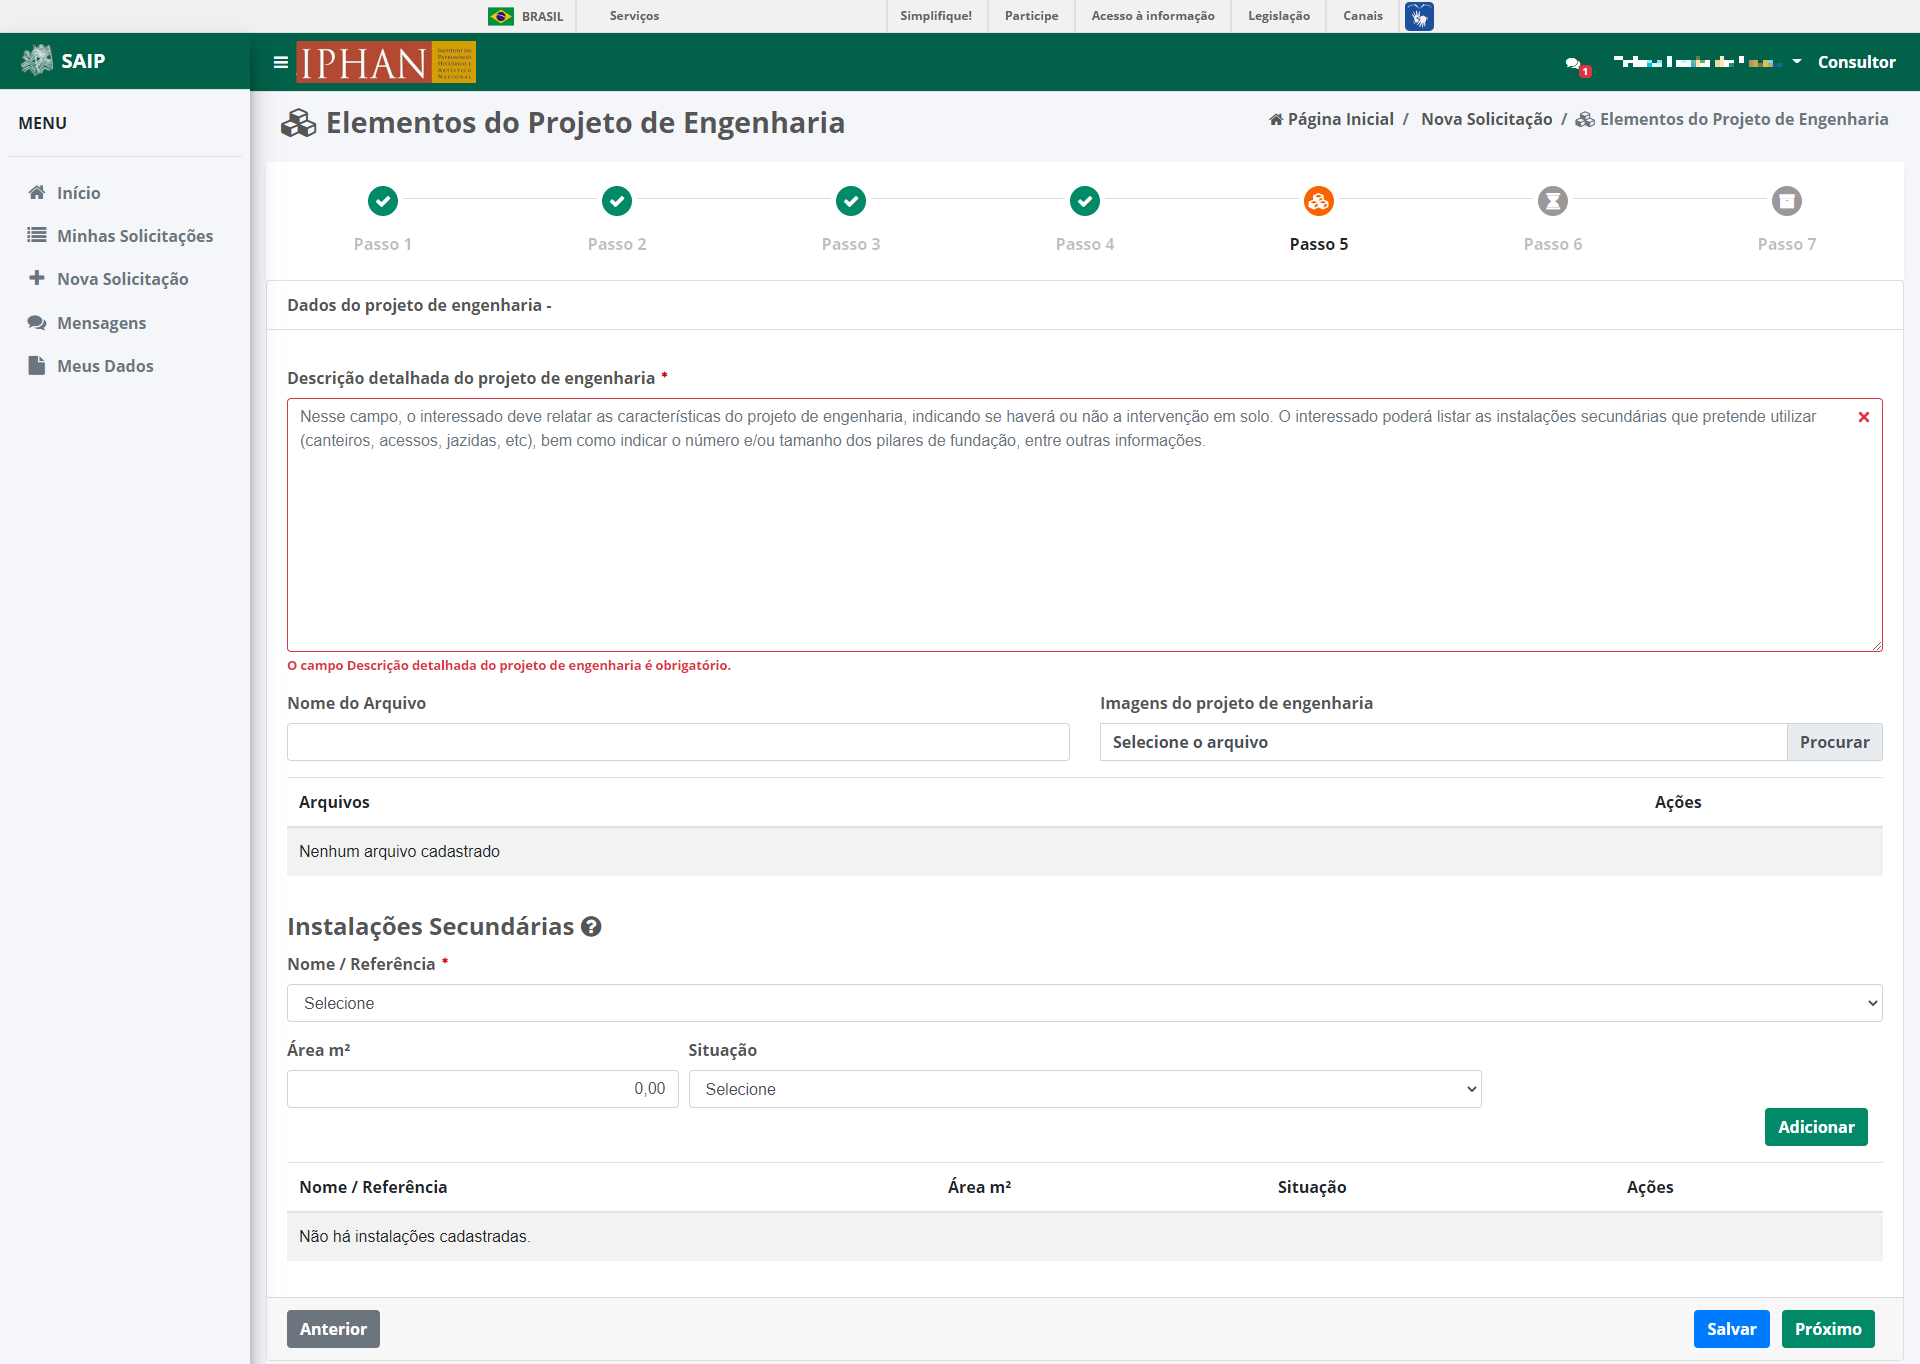 BRASIL
Serviços
Simplifique!
Participe
Acesso à informação
Legislação
Canais
SAIP
IPHAN
INSTITUTO DO
PATRIMÔNIO
HISTÓRICO E
ARTÍSTICO
NACIONAL
1
Consultor
MENU
Início
Minhas Solicitações
Nova Solicitação
Mensagens
Meus Dados
Elementos do Projeto de Engenharia
Página Inicial / Nova Solicitação / Elementos do Projeto de Engenharia
Passo 1
Passo 2
Passo 3
Passo 4
Passo 5
Passo 6
Passo 7
Dados do projeto de engenharia -
Descrição detalhada do projeto de engenharia *
Nesse campo, o interessado deve relatar as características do projeto de engenharia, indicando se haverá ou não a intervenção em solo. O interessado poderá listar as instalações secundárias que pretende utilizar
(canteiros, acessos, jazidas, etc), bem como indicar o número e/ou tamanho dos pilares de fundação, entre outras informações.
O campo Descrição detalhada do projeto de engenharia é obrigatório.
Nome do Arquivo
Imagens do projeto de engenharia
Selecione o arquivo
Procurar
Arquivos
Ações
Nenhum arquivo cadastrado
Instalações Secundárias ?
Nome / Referência *
Selecione
Área m²
Situação
0,00
Selecione
Adicionar
Nome / Referência
Área m²
Situação
Ações
Não há instalações cadastradas.
Anterior
Salvar
Próximo